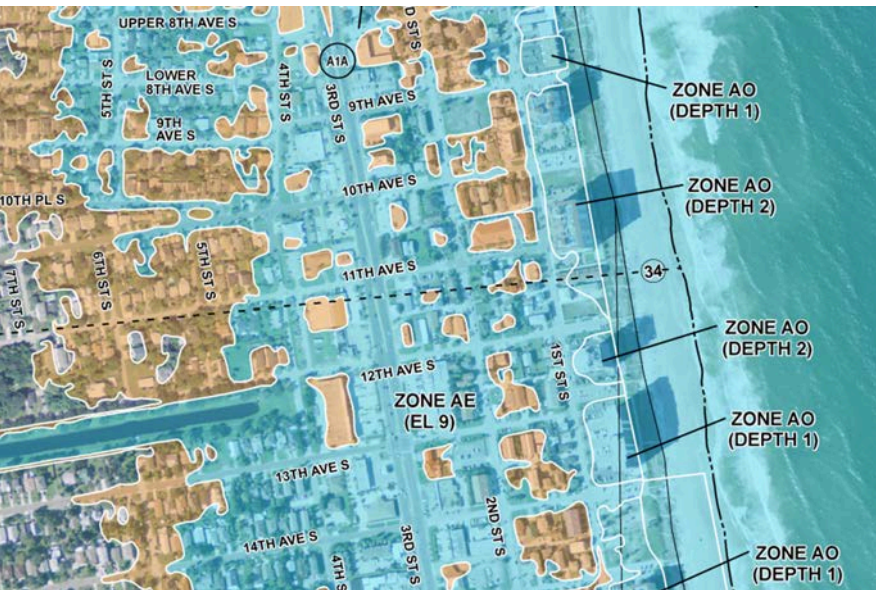 UPPER 8TH AVE S
D ST S
A1A
5TH ST S
LOWER
8TH AVE S
4TH ST S
3RD ST S
9TH AVE S
ZONE AO
(DEPTH 1)
9TH
AVE S
10TH AVE S
10TH PL S
ZONE AO
(DEPTH 2)
7TH ST S
6TH ST S
5TH ST S
11TH AVE S
34
12TH AVE S
1ST ST S
ZONE AO
(DEPTH 2)
ZONE AE
(EL 9)
ZONE AO
(DEPTH 1)
13TH AVE S
14TH AVE S
4TH S
3RD ST S
2ND ST S
ZONE AO
(DEPTH 1)